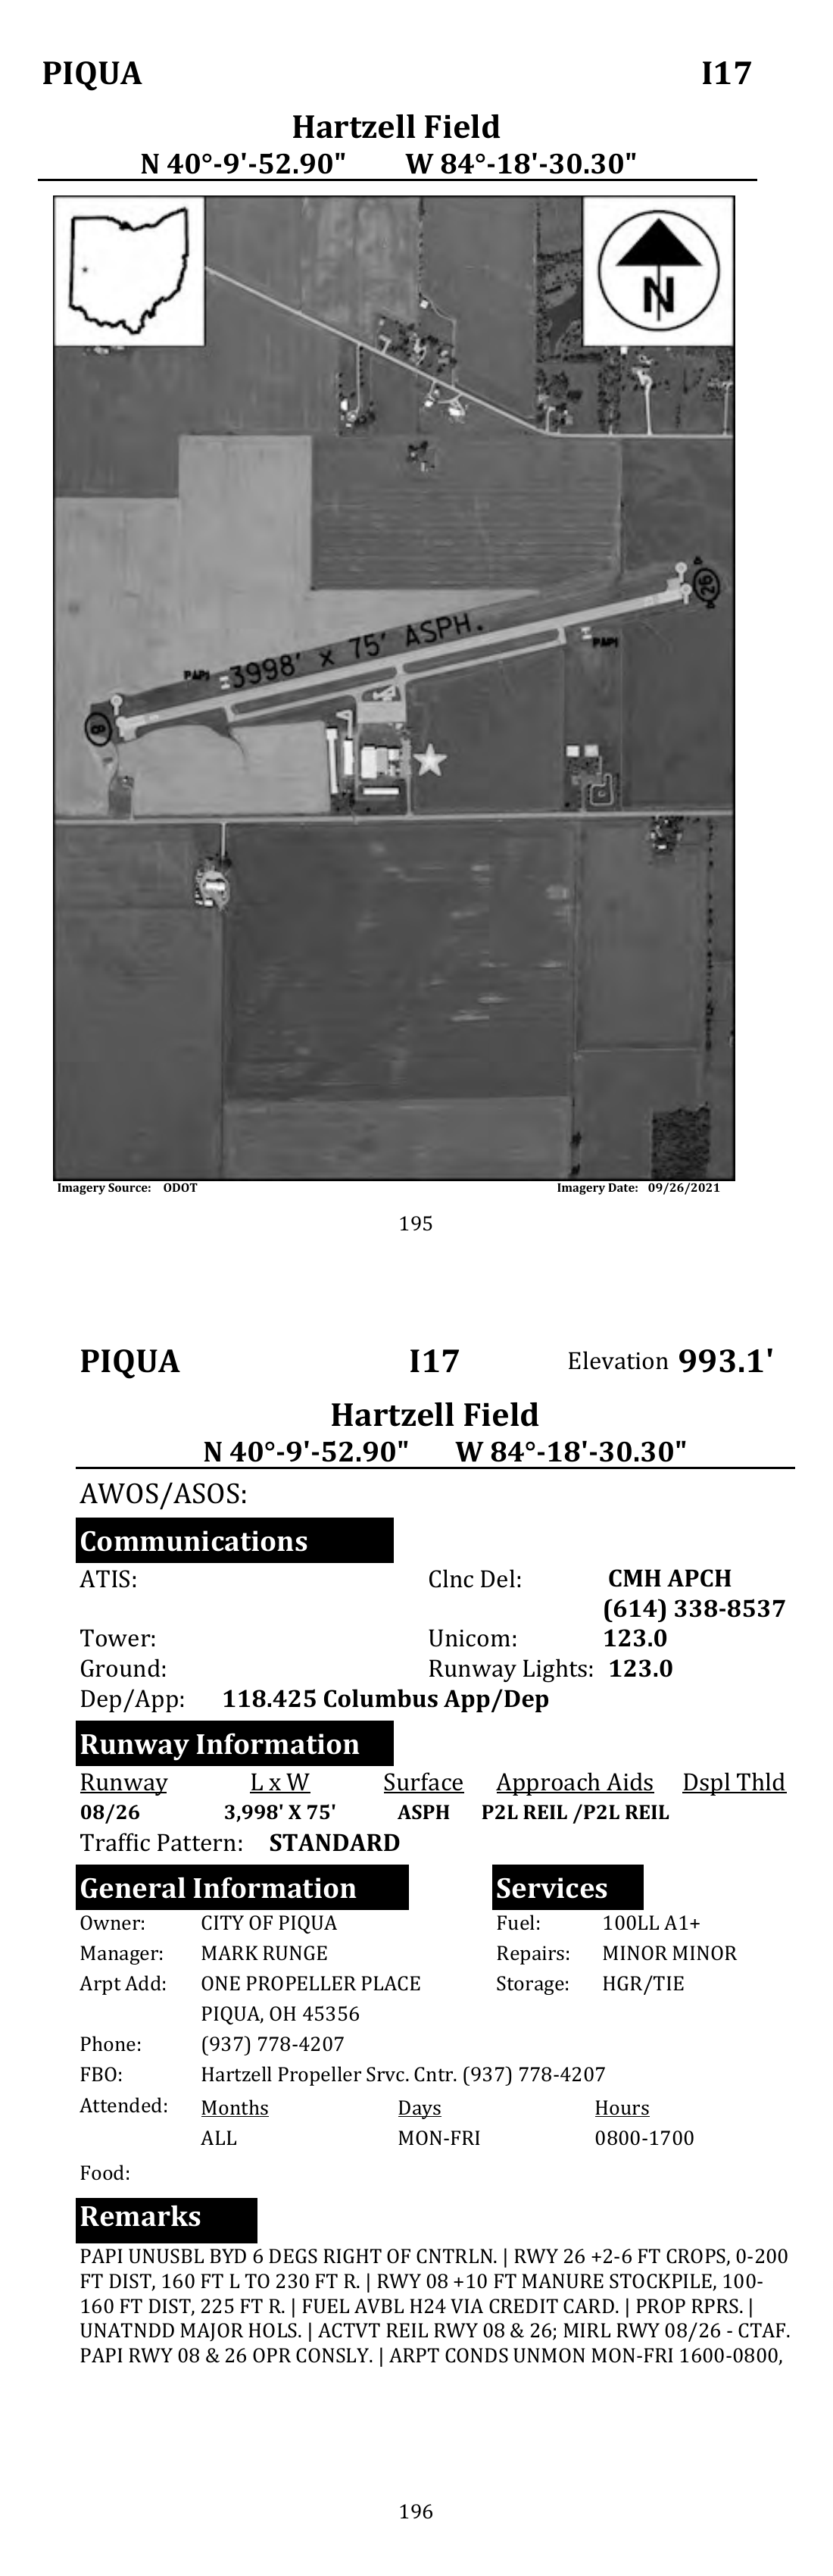 PIQUA I17
Hartzell Field
N 40°-9'-52.90" W 84°-18'-30.30"
N
26
3998' x 75' ASPH.
PAPI
PAPI
8
Imagery Source: ODOT Imagery Date: 09/26/2021
195
PIQUA I17 Elevation 993.1'
Hartzell Field
N 40°-9'-52.90" W 84°-18'-30.30"
AWOS/ASOS:
Communications
ATIS: Clnc Del: CMH APCH
(614) 338-8537
Tower: Unicom: 123.0
Ground: Runway Lights: 123.0
Dep/App: 118.425 Columbus App/Dep
Runway Information
Runway L x W Surface Approach Aids Dspl Thld
08/26 3,998' X 75' ASPH P2L REIL /P2L REIL
Traffic Pattern: STANDARD
General Information Services
Owner: CITY OF PIQUA Fuel: 100LL A1+
Manager: MARK RUNGE Repairs: MINOR MINOR
Arpt Add: ONE PROPELLER PLACE Storage: HGR/TIE
PIQUA, OH 45356
Phone: (937) 778-4207
FBO: Hartzell Propeller Srvc. Cntr. (937) 778-4207
Attended: Months Days Hours
ALL MON-FRI 0800-1700
Food:
Remarks
PAPI UNUSBL BYD 6 DEGS RIGHT OF CNTRLN. | RWY 26 +2-6 FT CROPS, 0-200
FT DIST, 160 FT L TO 230 FT R. | RWY 08 +10 FT MANURE STOCKPILE, 100-
160 FT DIST, 225 FT R. | FUEL AVBL H24 VIA CREDIT CARD. | PROP RPRS. |
UNATNDD MAJOR HOLS. | ACTVT REIL RWY 08 & 26; MIRL RWY 08/26 - CTAF.
PAPI RWY 08 & 26 OPR CONSLY. | ARPT CONDS UNMON MON-FRI 1600-0800,
196